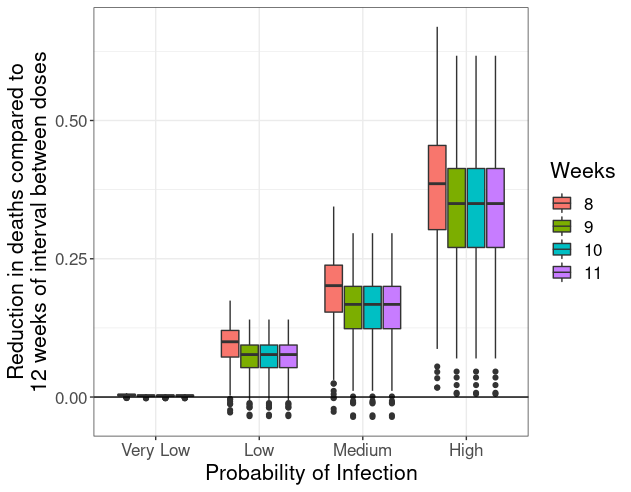 Reduction in deaths compared to
12 weeks of interval between doses
0.50
0.25
0.00
Very Low
Low
Medium
High
Probability of Infection
Weeks
8
9
10
11